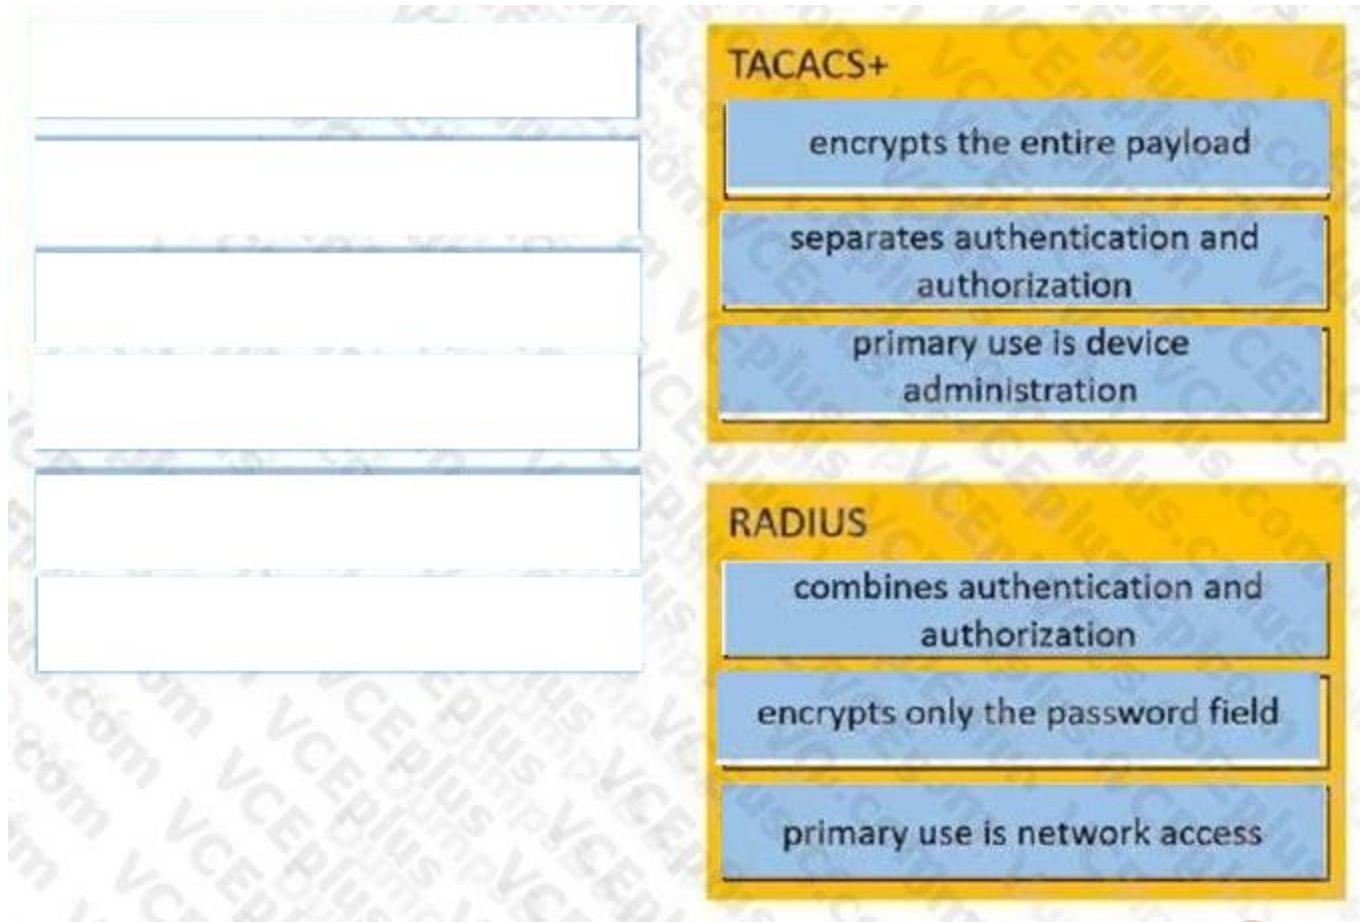 TACACS+
encrypts the entire payload
separates authentication and
authorization
primary use is device
administration
RADIUS
combines authentication and
authorization
encrypts only the password field
primary use is network access